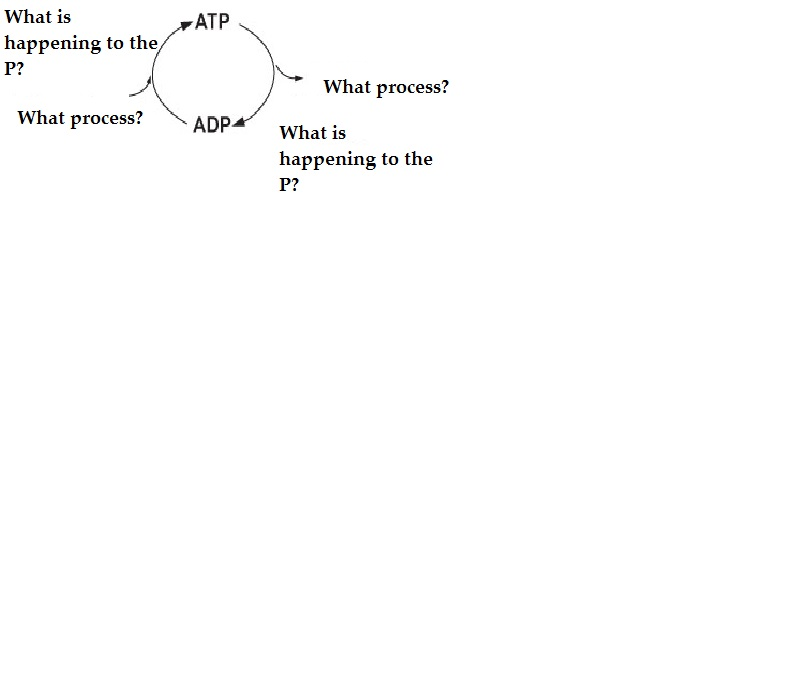 What is
happening to the
P?
ATP
What process?
What process?
ADP
What is
happening to the
P?